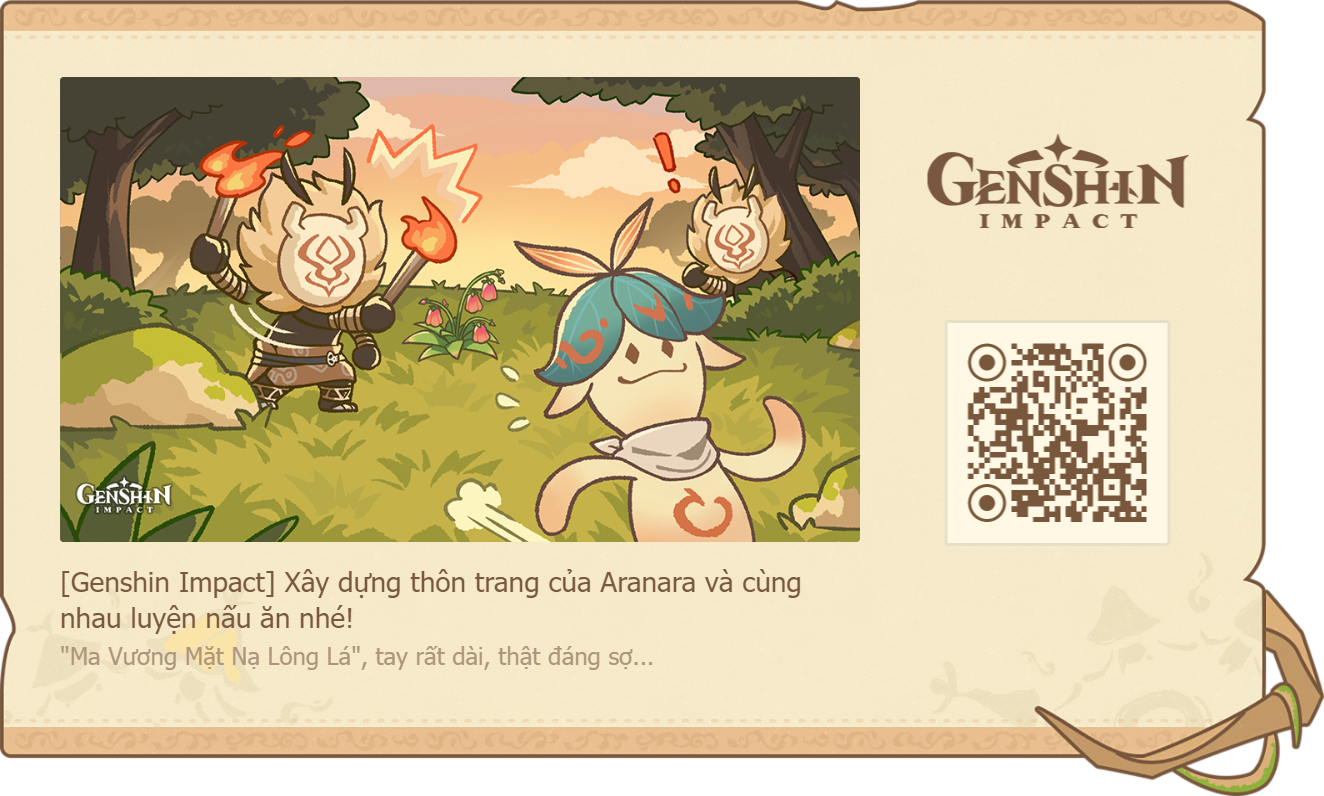 GENSHIN
IMPACT
GENSHIN
IMPACT
[Genshin Impact] Xây dựng thôn trang của Aranara và cùng
nhau luyện nấu ăn nhé!
"Ma Vương Mặt Nạ Lông Lá", tay rất dài, thật đáng sợ...